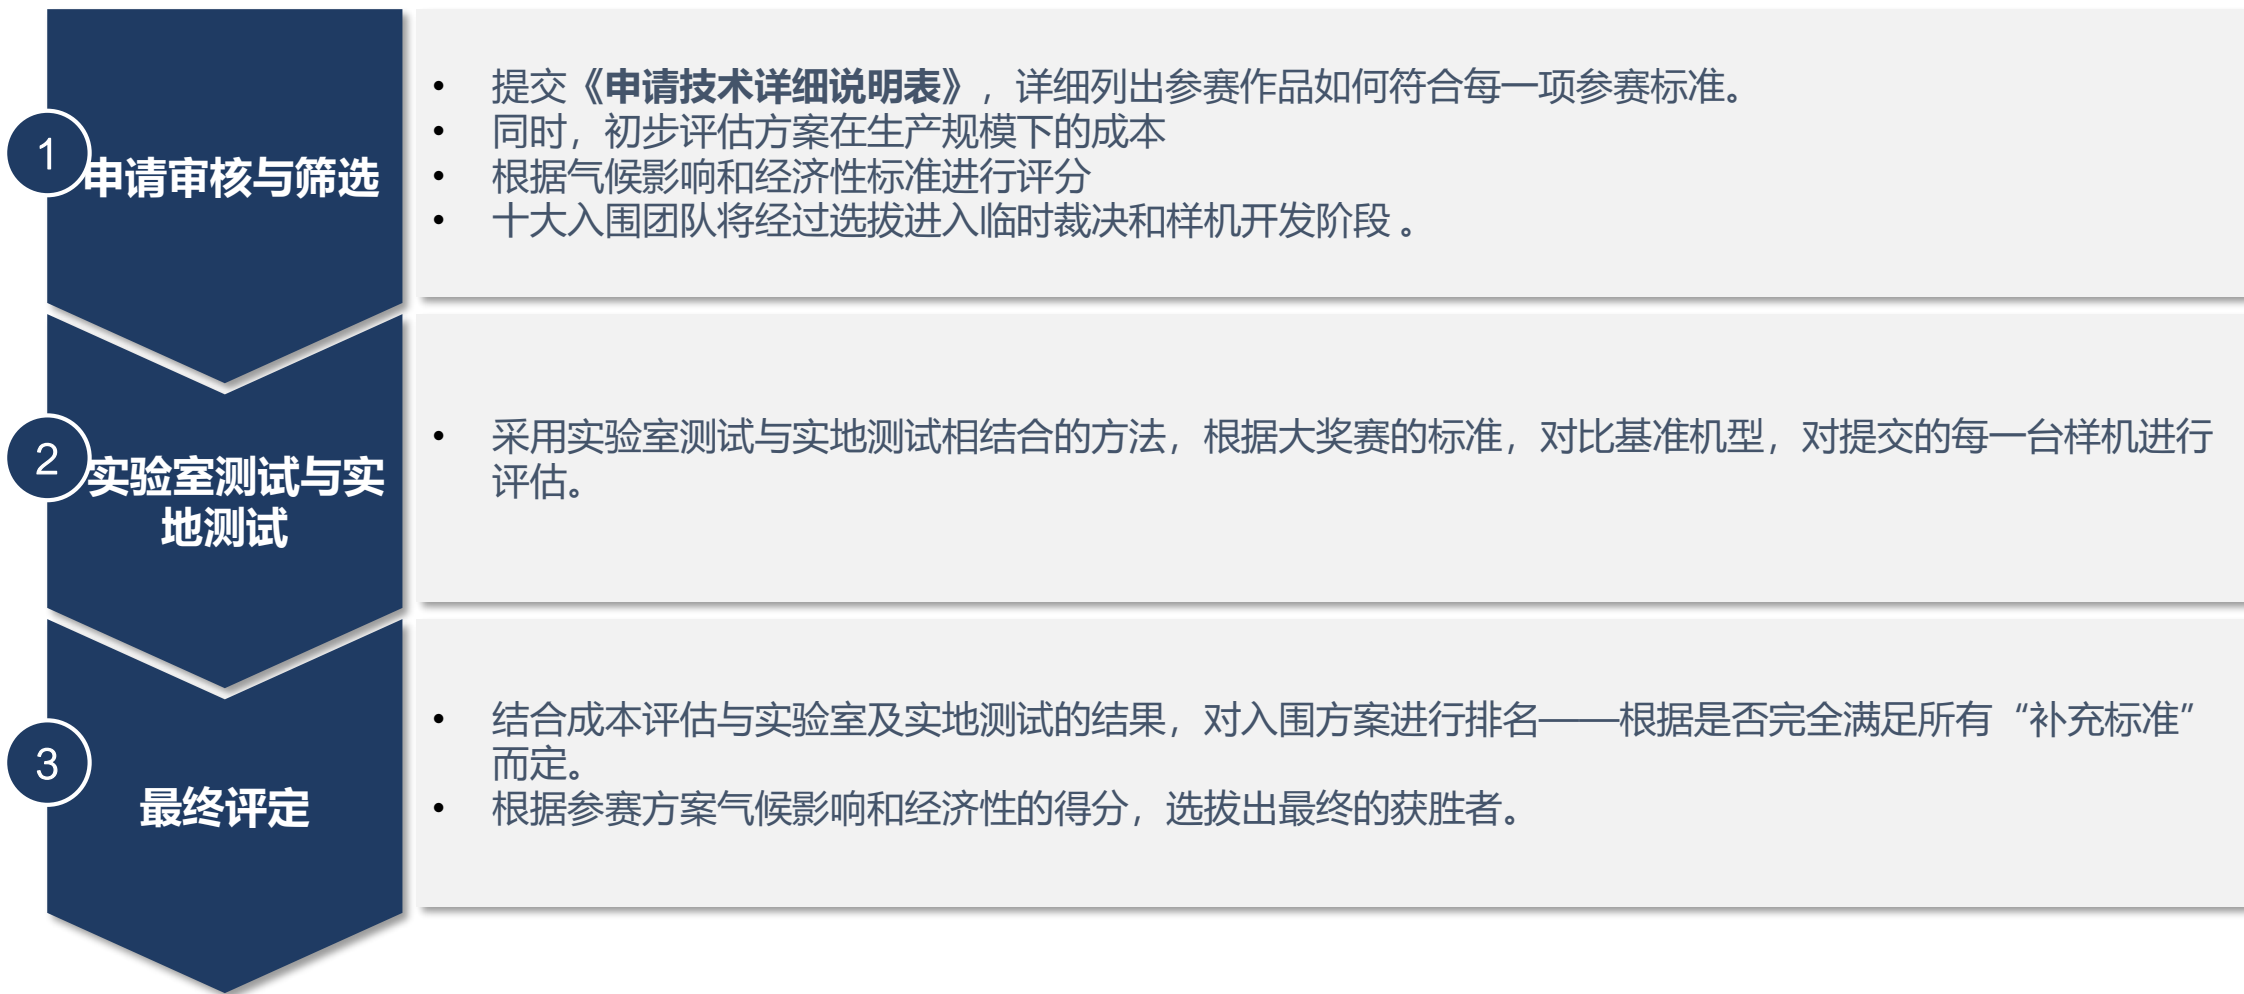 1
申请审核与筛选
• 提交《申请技术详细说明表》，详细列出参赛作品如何符合每一项参赛标准。
• 同时，初步评估方案在生产规模下的成本
• 根据气候影响和经济性标准进行评分
• 十大入围团队将经过选拔进入临时裁决和样机开发阶段 。
2
实验室测试与实
地测试
• 采用实验室测试与实地测试相结合的方法，根据大奖赛的标准，对比基准机型，对提交的每一台样机进行
评估。
3
最终评定
• 结合成本评估与实验室及实地测试的结果，对入围方案进行排名——根据是否完全满足所有“补充标准”
而定。
• 根据参赛方案气候影响和经济性的得分，选拔出最终的获胜者。